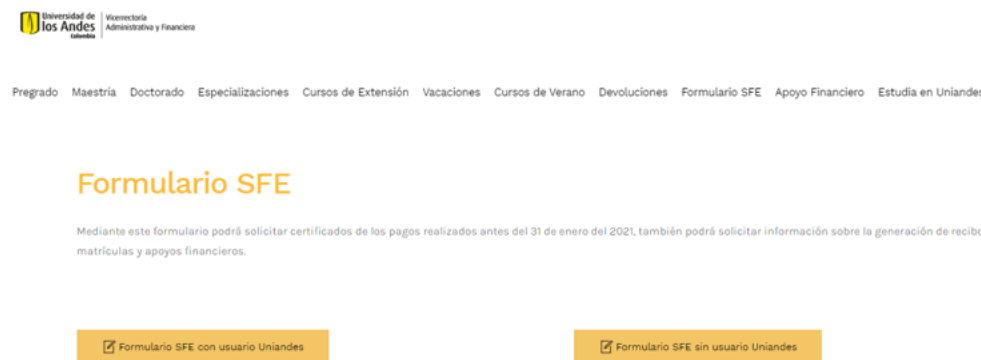 Universidad de
los Andes
Colombia
Vicerrectoría
Administrativa y Financiera
Pregrado Maestría Doctorado Especializaciones Cursos de Extensión Vacaciones Cursos de Verano Devoluciones Formulario SFE Apoyo Financiero Estudia en Uniandes
Formulario SFE
Mediante este formulario podrá solicitar certificados de los pagos realizados antes del 31 de enero del 2021, también podrá solicitar información sobre la generación de recibo
matrículas y apoyos financieros.
Formulario SFE con usuario Uniandes
Formulario SFE sin usuario Uniandes